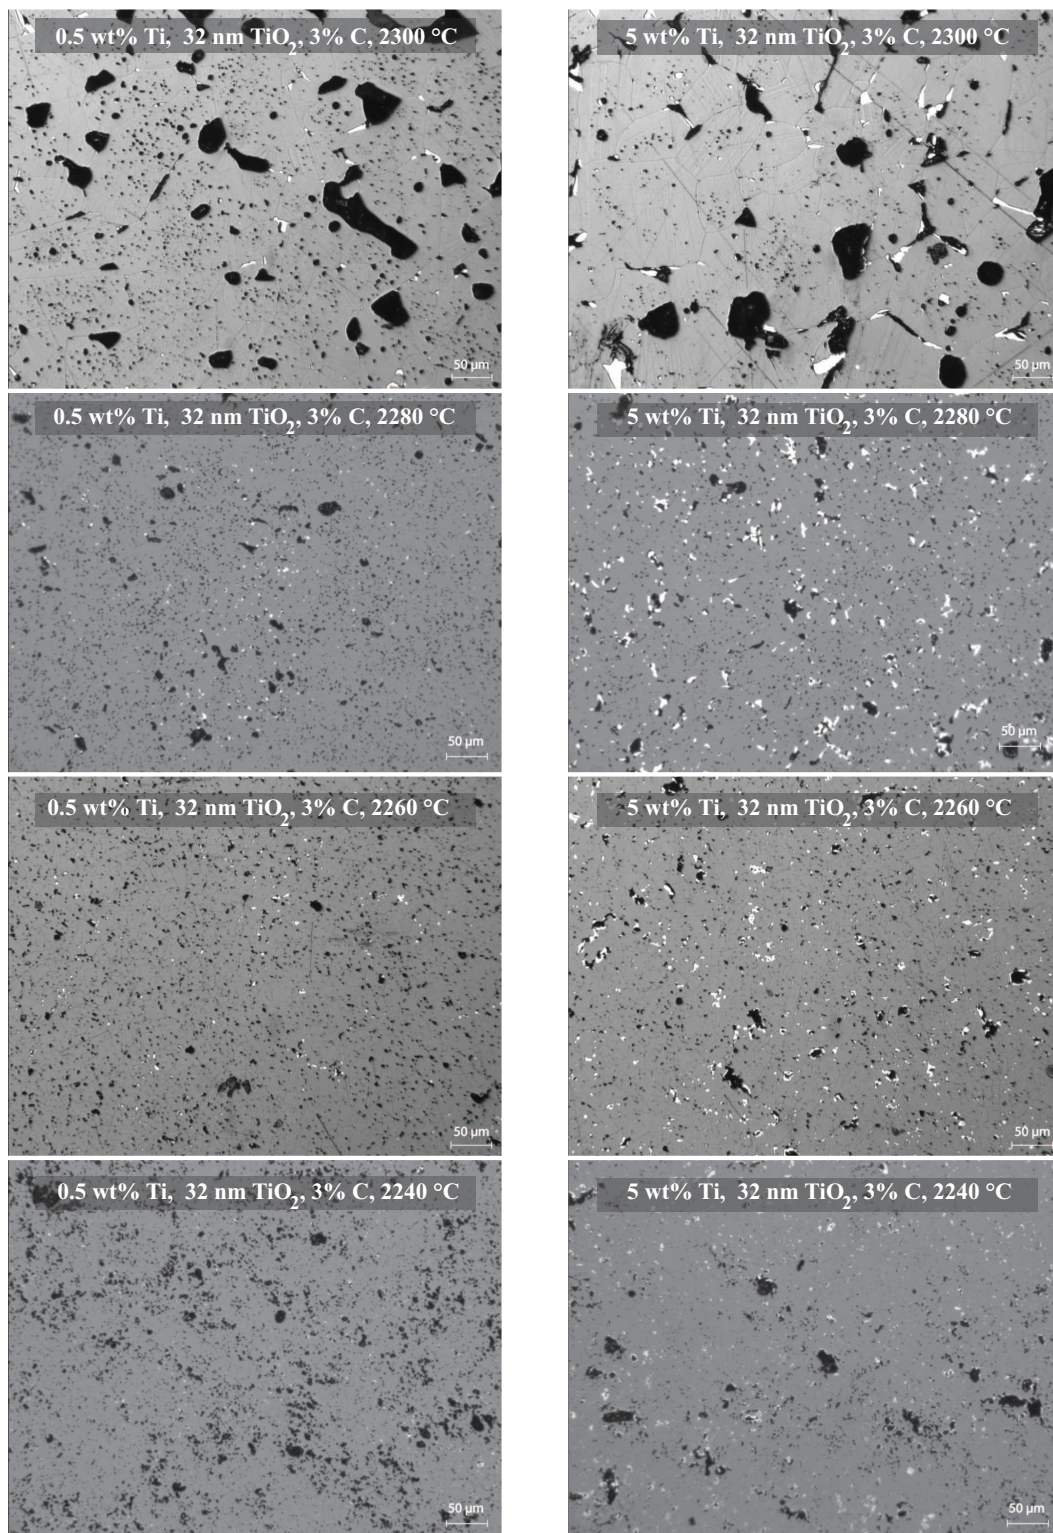 0.5 wt% Ti, 32 nm TiO2, 3% C, 2300 °C
5 wt% Ti, 32 nm TiO2, 3% C, 2300 °C
50 µm
50 µm
0.5 wt% Ti, 32 nm TiO2, 3% C, 2280 °C
5 wt% Ti, 32 nm TiO2, 3% C, 2280 °C
50 µm
50 µm
0.5 wt% Ti, 32 nm TiO2, 3% C, 2260 °C
5 wt% Ti, 32 nm TiO2, 3% C, 2260 °C
50 µm
50 µm
0.5 wt% Ti, 32 nm TiO2, 3% C, 2240 °C
5 wt% Ti, 32 nm TiO2, 3% C, 2240 °C
50 µm
50 µm